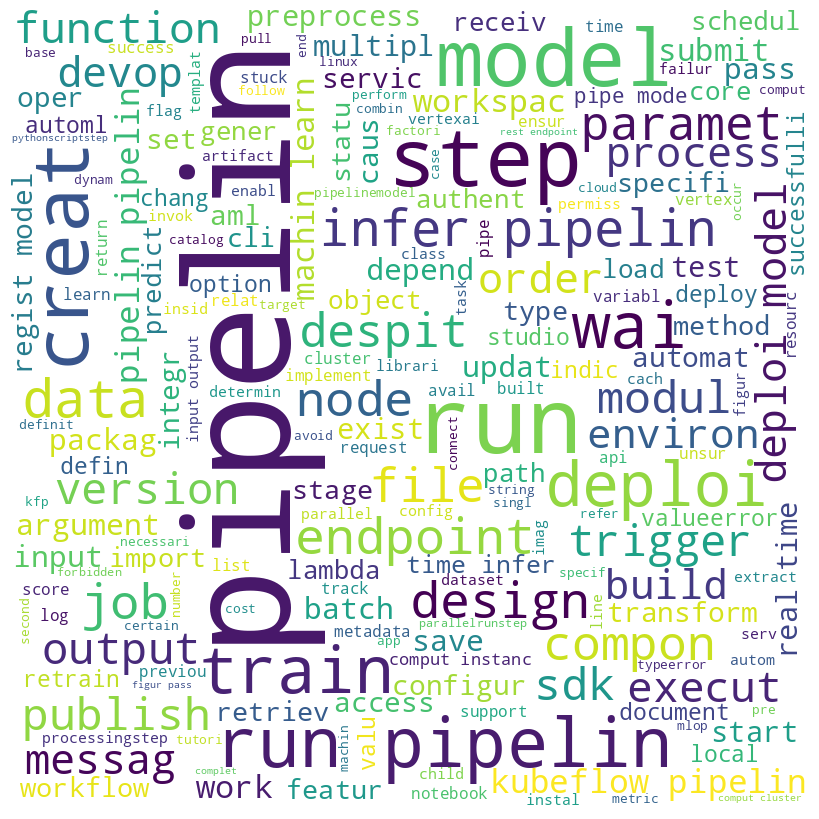 function
preprocess
receiv
time
schedul
base
success
pull
end
linux
multipl
model
submit
failur
pass
devop
templat
stuck
servic
follow
perform
vertexai
workspac
pipe mode
core
comput
oper
flag
automl
pythonscriptstep
set
gener
combin
factori
ensur
rest endpoint
paramet
artifact
statu
caus
step
process
successfulli
creat
pipelin pipelin
machin learn
enabl
pipelinemodel
authent
case
cloud
specifi
dynam
chang
invok
aml
permiss
vertex
occur
regist model
return
predict
catalog
cli
class
pipe
infer pipelin
learn
insid
relat
target
option
object
depend
task
order
load
test
type
variabl
deploy
method
resourc
deploi model
pipelin
data
input output
integr
determin
cluster
implement
librari
despit
studio
updat
indic
wai
automat
cach
figur
definit
packag
defin
avoid
node
avail
built
exist
request
connect
run
modul
environ
api
unsur
kfp
version
stage
file
path
string
singl
deploi
refer
valueerror
argument
necessari
parallel
config
endpoint
imag
trigger
input
import
forbidden
list
lambda
time infer
dataset
specif
extract
real time
score
log
job
number
second
cost
certain
batch
track
metadata
app
design
parallelrunstep
line
build
transform
serv
output
train
save
comput instanc
compon
typeerror
autom
previou
figur pass
retrain
configur
sdk
execut
pre
publish
retriev
access
support
document
mlop
start
processingstep
tutori
run pipelin
local
messag
machin
valu
workflow
complet
work
featur
child
notebook
kubeflow pipelin
instal
metric
comput cluster